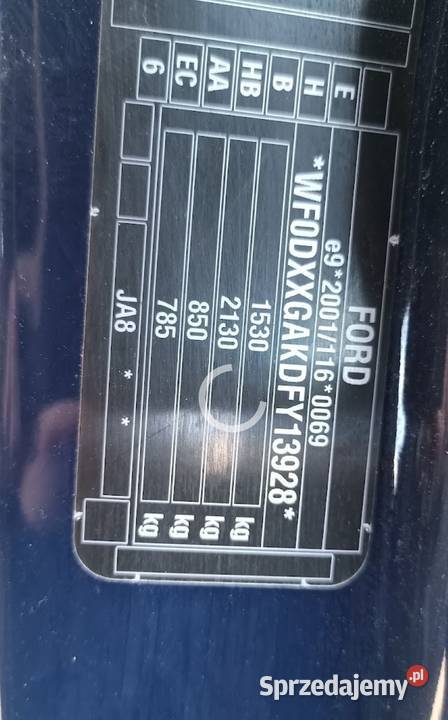 FORD
e9*2001/116*0069
*WF0DXXGAKDFY13928*
1530 kg
2130 kg
850 kg
785 kg
JA8 * *
E
H
B
HB
AA
EC
6
Sprzedajemy.pl